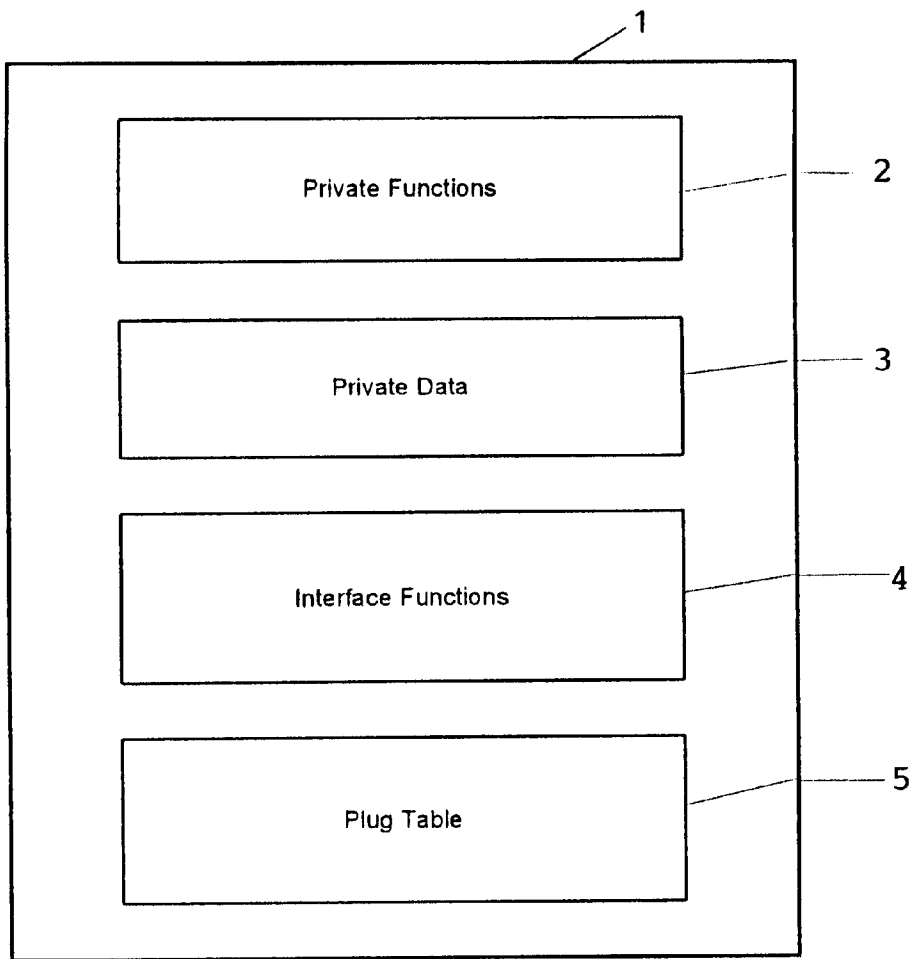 1
Private Functions
2
Private Data
3
Interface Functions
4
Plug Table
5